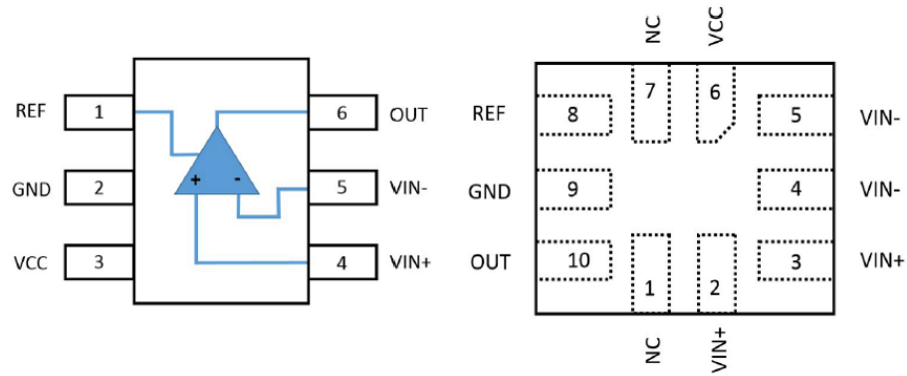 REF 1 6 OUT
GND 2 + - 5 VIN-
VCC 3 4 VIN+
NC VCC
7 6
REF 8 5 VIN-
GND 9 4 VIN-
OUT 10 3 VIN+
1 2
NC VIN+